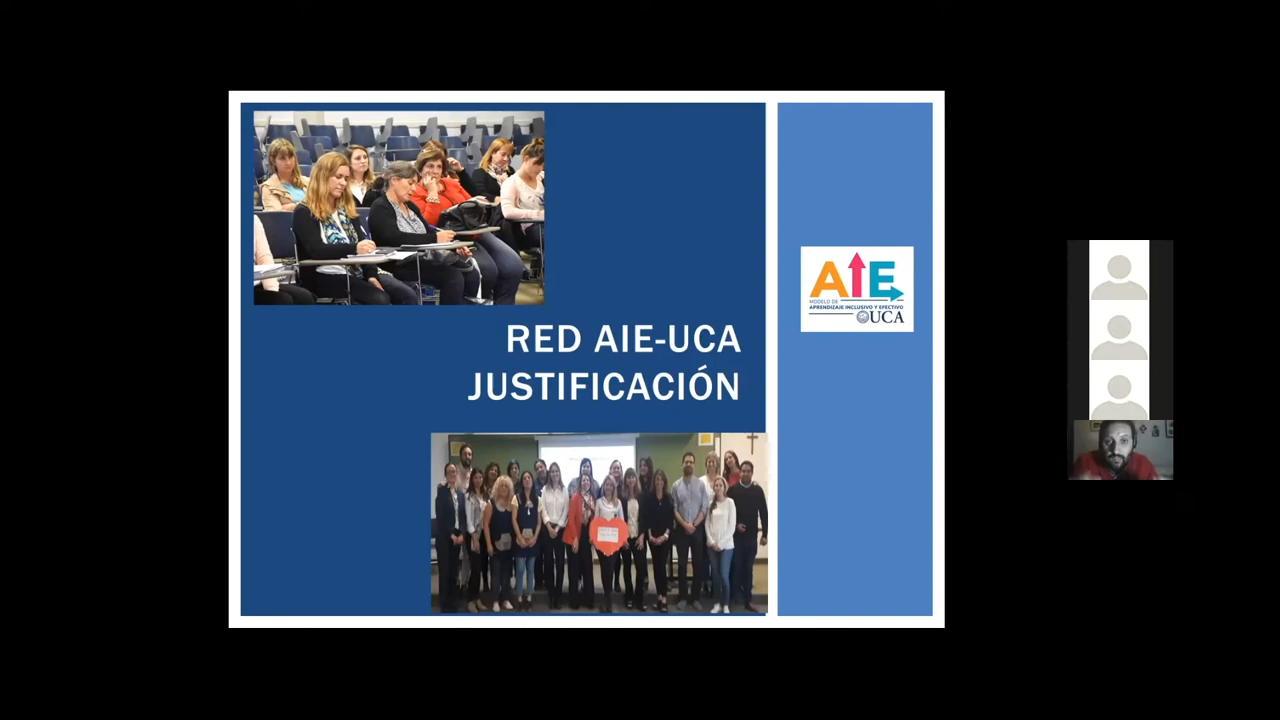 RED AIE-UCA
JUSTIFICACIÓN
AIE
MODELO DE
APRENDIZAJE INCLUSIVO Y EFECTIVO
UCA